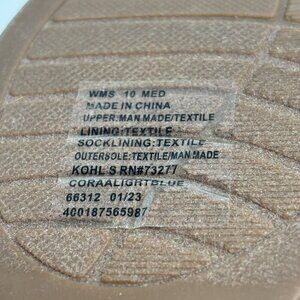 WMS 10 MED
MADE IN CHINA
UPPER:MAN MADE/TEXTILE
LINING:TEXTILE
SOCKLINING:TEXTILE
OUTERSOLE:TEXTILE/MAN MADE
KOHL'S RN#73277
CORAALIGHTBLUE
66312 01/23
400187565987